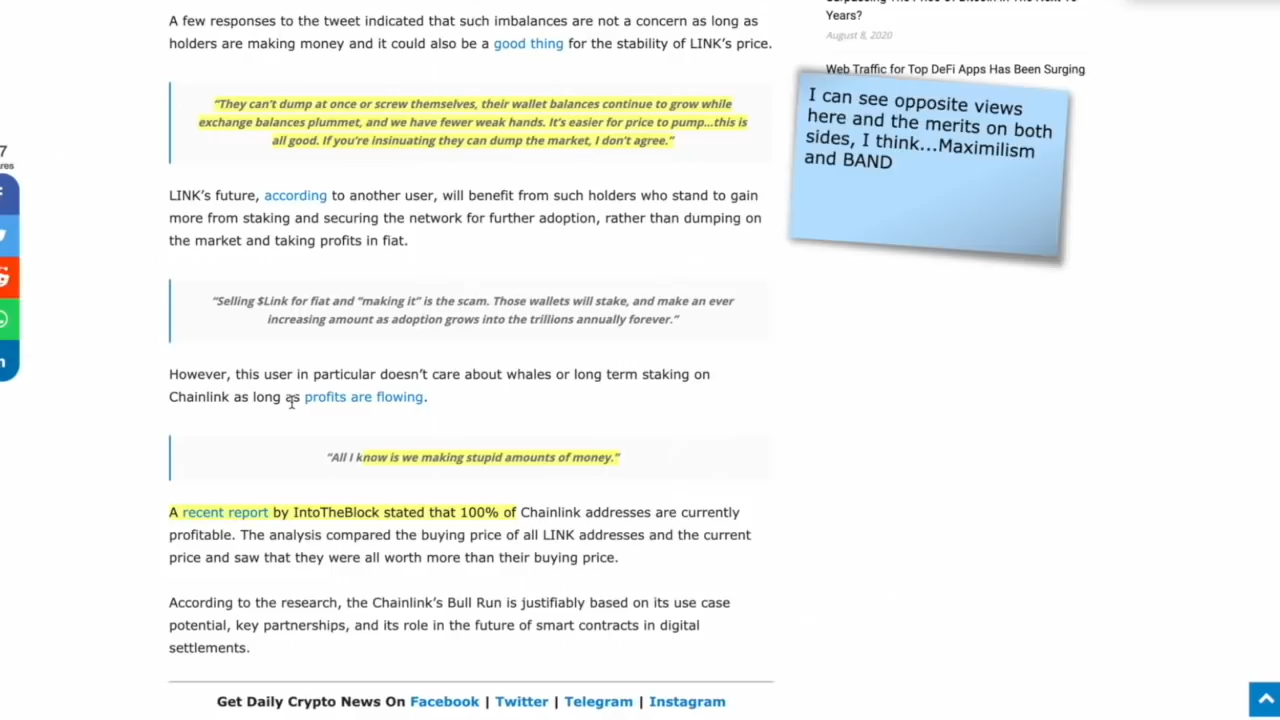 Surpassing The Price Of Bitcoin In The Next 10
Years?
August 8, 2020
Web Traffic for Top DeFi Apps Has Been Surging
A few responses to the tweet indicated that such imbalances are not a concern as long as
holders are making money and it could also be a good thing for the stability of LINK’s price.
“They can’t dump at once or screw themselves, their wallet balances continue to grow while
exchange balances plummet, and we have fewer weak hands. It’s easier for price to pump…this is
all good. If you’re insinuating they can dump the market, I don’t agree.”
I can see opposite views
here and the merits on both
sides, I think...Maximilism
and BAND
7
res
LINK’s future, according to another user, will benefit from such holders who stand to gain
more from staking and securing the network for further adoption, rather than dumping on
the market and taking profits in fiat.
“Selling $Link for fiat and “making it” is the scam. Those wallets will stake, and make an ever
increasing amount as adoption grows into the trillions annually forever.”
However, this user in particular doesn’t care about whales or long term staking on
Chainlink as long as profits are flowing.
“All I know is we making stupid amounts of money.”
A recent report by IntoTheBlock stated that 100% of Chainlink addresses are currently
profitable. The analysis compared the buying price of all LINK addresses and the current
price and saw that they were all worth more than their buying price.
According to the research, the Chainlink’s Bull Run is justifiably based on its use case
potential, key partnerships, and its role in the future of smart contracts in digital
settlements.
Get Daily Crypto News On Facebook | Twitter | Telegram | Instagram